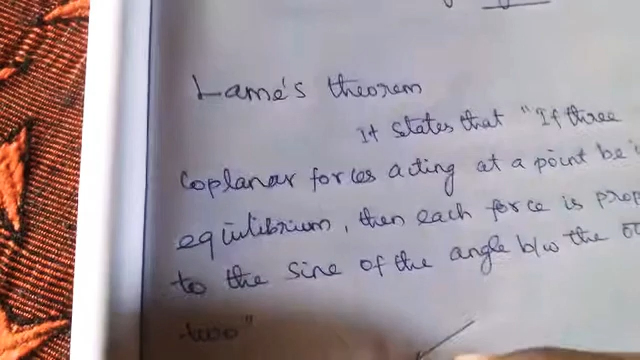 Lame's theorem
It states that "If three
coplanar forces acting at a point be i
equilibrium, then each force is prop
to the sine of the angle b/w the
two"